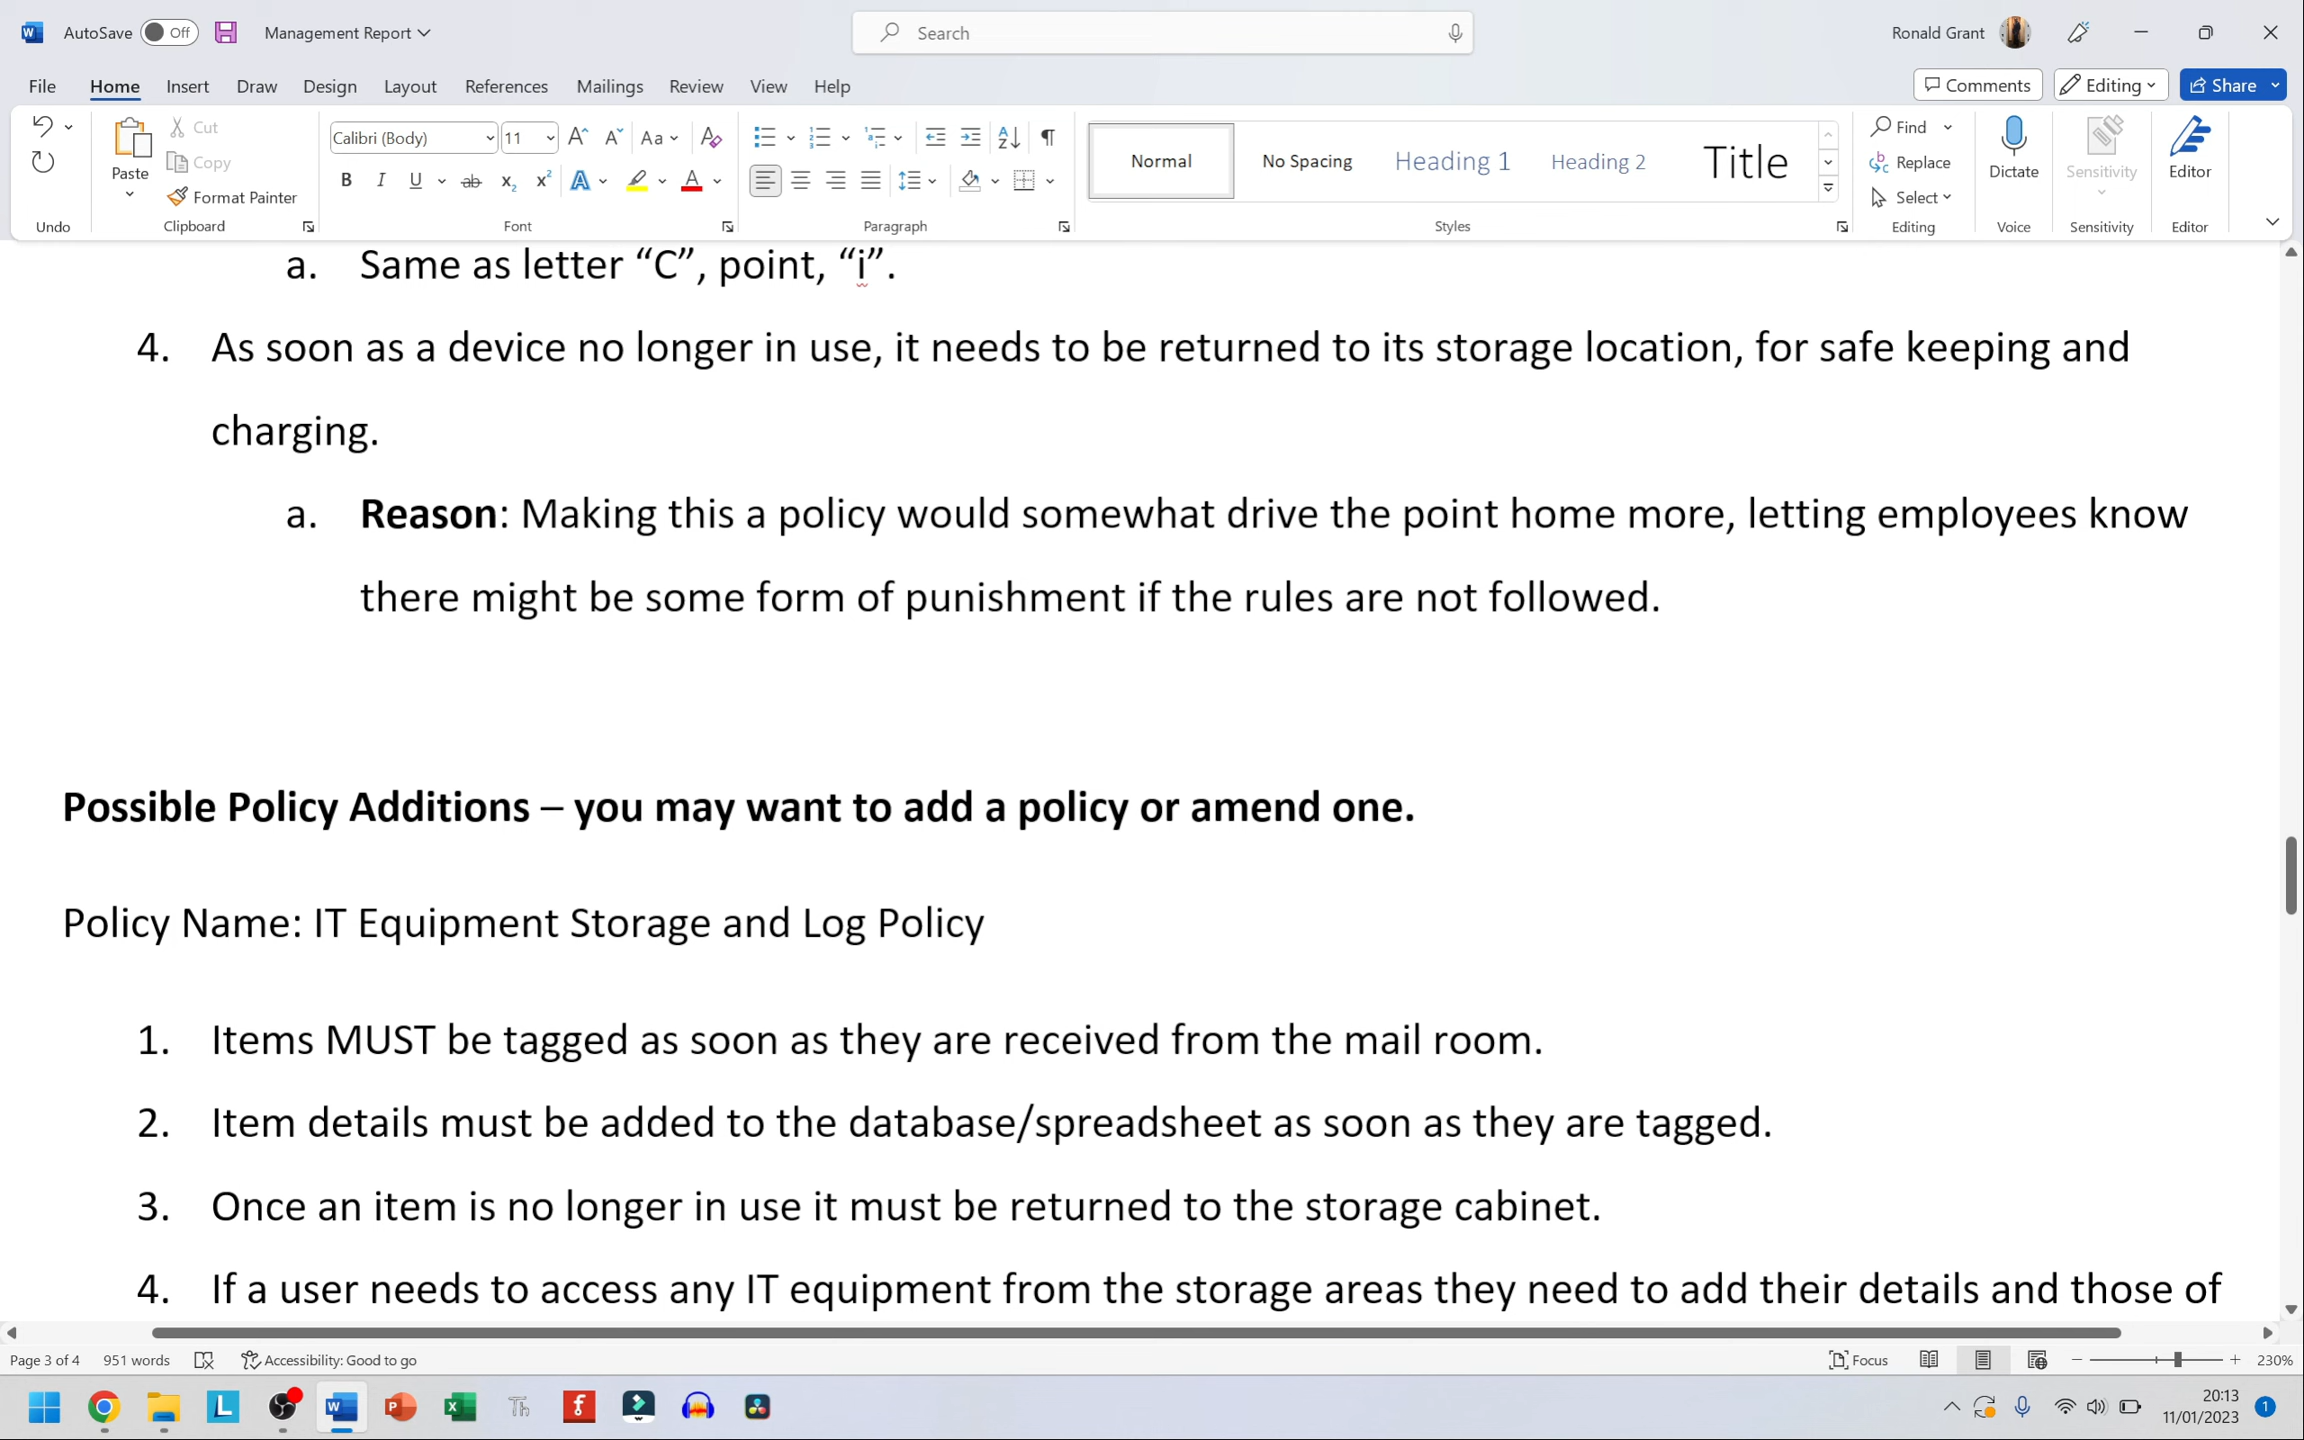 AutoSave Off Management Report Search Ronald Grant
File Home Insert Draw Design Layout References Mailings Review View Help Comments Editing Share
Paste Cut Copy Format Painter
Calibri (Body) 11 Aa
Normal No Spacing Heading 1 Heading 2 Title
Find Replace Select Dictate Sensitivity Editor
Undo Clipboard Font Paragraph Styles Editing Voice Sensitivity Editor
a. Same as letter “C”, point, “i”.
4. As soon as a device no longer in use, it needs to be returned to its storage location, for safe keeping and
charging.
a. Reason: Making this a policy would somewhat drive the point home more, letting employees know
there might be some form of punishment if the rules are not followed.
Possible Policy Additions – you may want to add a policy or amend one.
Policy Name: IT Equipment Storage and Log Policy
1. Items MUST be tagged as soon as they are received from the mail room.
2. Item details must be added to the database/spreadsheet as soon as they are tagged.
3. Once an item is no longer in use it must be returned to the storage cabinet.
4. If a user needs to access any IT equipment from the storage areas they need to add their details and those of
Page 3 of 4 951 words Accessibility: Good to go Focus 230%
20:13
11/01/2023 1